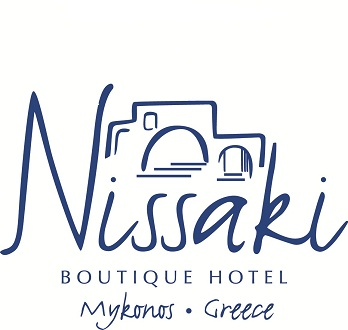 Nissaki
BOUTIQUE HOTEL
Mykonos • Greece